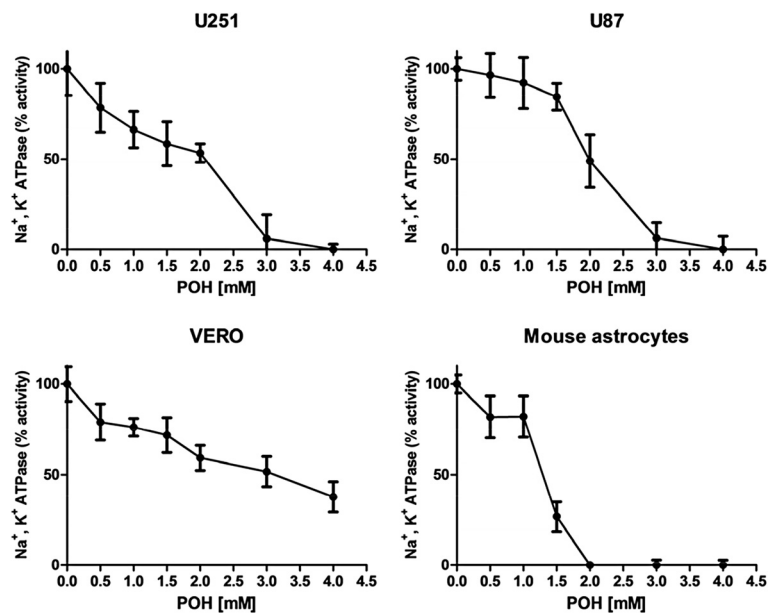 U251
Na⁺, K⁺ ATPase (% activity)
100
50
0
0.0 0.5 1.0 1.5 2.0 2.5 3.0 3.5 4.0 4.5
POH [mM]
U87
Na⁺, K⁺ ATPase (% activity)
100
50
0
0.0 0.5 1.0 1.5 2.0 2.5 3.0 3.5 4.0 4.5
POH [mM]
VERO
Na⁺, K⁺ ATPase (% activity)
100
50
0
0.0 0.5 1.0 1.5 2.0 2.5 3.0 3.5 4.0 4.5
POH [mM]
Mouse astrocytes
Na⁺, K⁺ ATPase (% activity)
100
50
0
0.0 0.5 1.0 1.5 2.0 2.5 3.0 3.5 4.0 4.5
POH [mM]